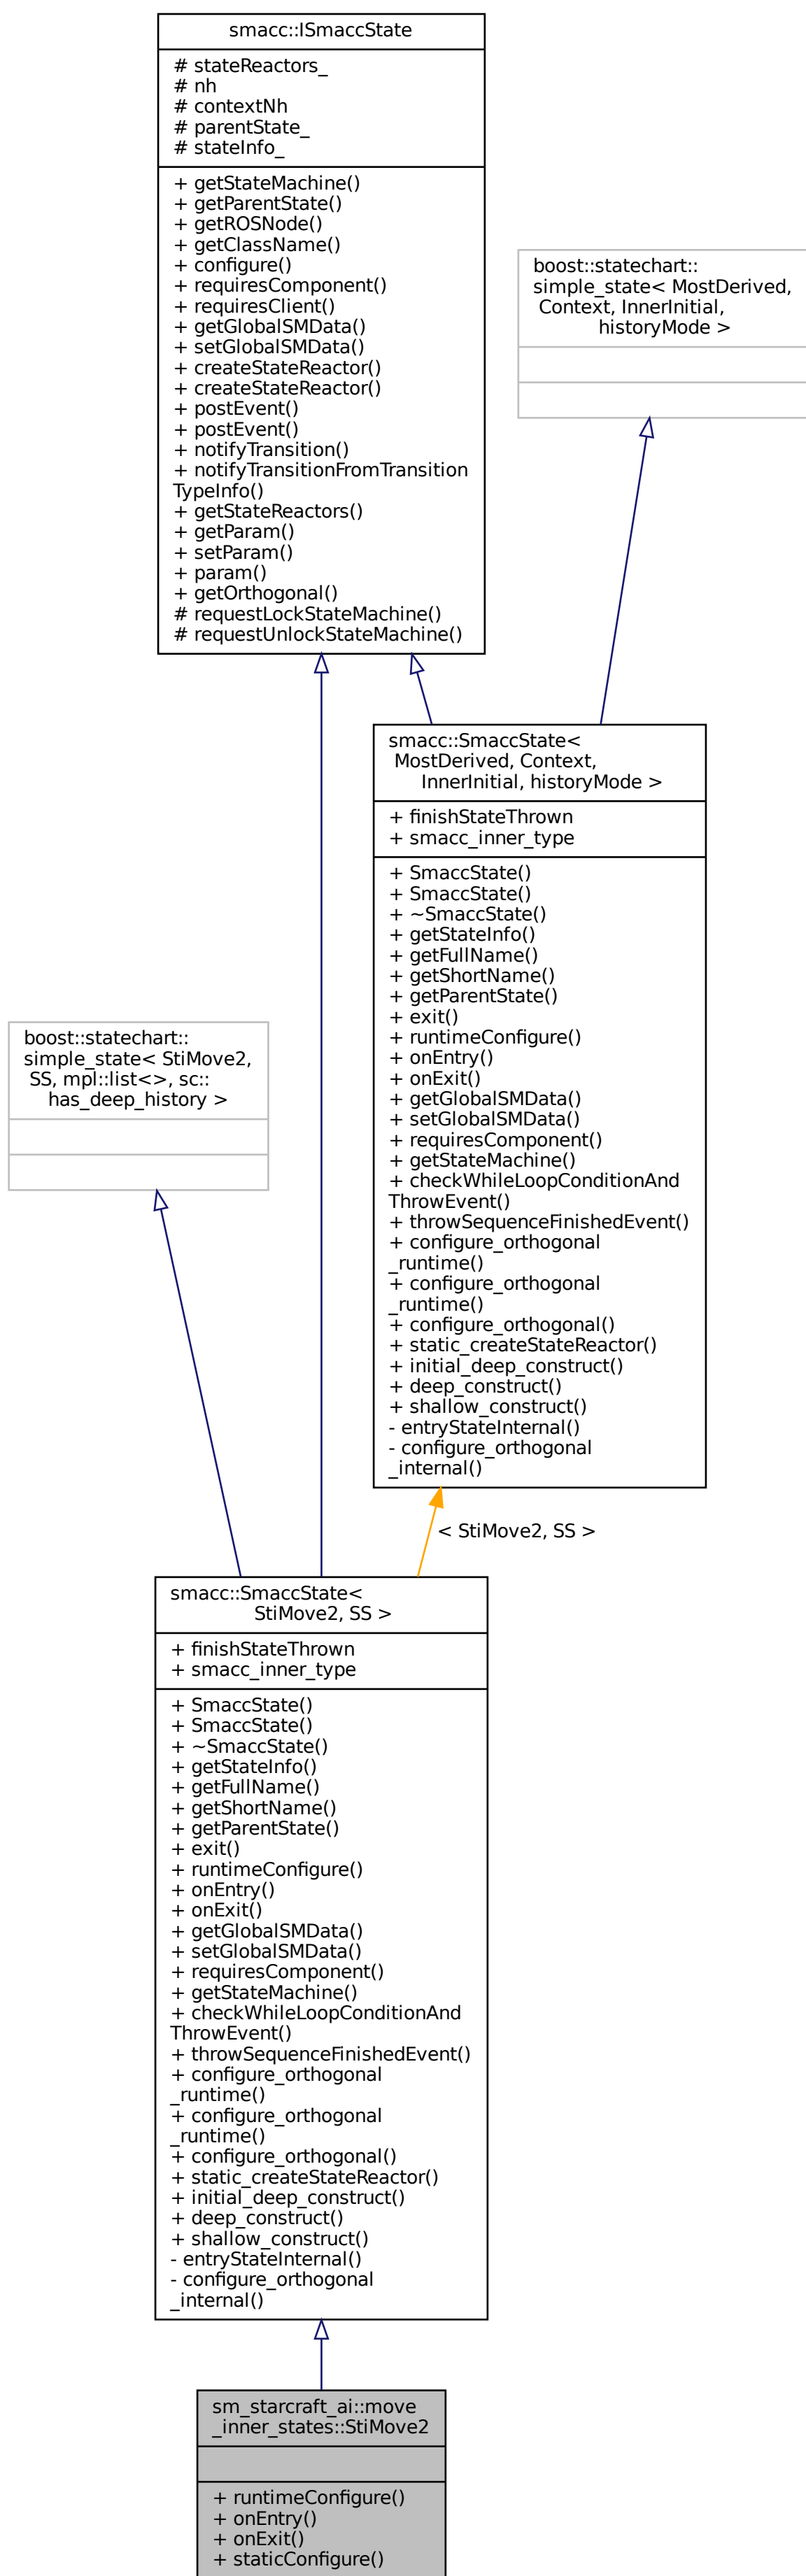 smacc::ISmaccState
# stateReactors_
# nh
# contextNh
# parentState_
# stateInfo_
+ getStateMachine()
+ getParentState()
+ getROSNode()
+ getClassName()
+ configure()
+ requiresComponent()
+ requiresClient()
+ getGlobalSMData()
+ setGlobalSMData()
+ createStateReactor()
+ createStateReactor()
+ postEvent()
+ postEvent()
+ notifyTransition()
+ notifyTransitionFromTransition
TypeInfo()
+ getStateReactors()
+ getParam()
+ setParam()
+ param()
+ getOrthogonal()
# requestLockStateMachine()
# requestUnlockStateMachine()
boost::statechart::
simple_state< MostDerived,
Context, InnerInitial,
historyMode >
smacc::SmaccState<
MostDerived, Context,
InnerInitial, historyMode >
+ finishStateThrown
+ smacc_inner_type
+ SmaccState()
+ SmaccState()
+ ~SmaccState()
+ getStateInfo()
+ getFullName()
+ getShortName()
+ getParentState()
+ exit()
+ runtimeConfigure()
+ onEntry()
+ onExit()
+ getGlobalSMData()
+ setGlobalSMData()
+ requiresComponent()
+ getStateMachine()
+ checkWhileLoopConditionAnd
ThrowEvent()
+ throwSequenceFinishedEvent()
+ configure_orthogonal
_runtime()
+ configure_orthogonal
_runtime()
+ configure_orthogonal()
+ static_createStateReactor()
+ initial_deep_construct()
+ deep_construct()
+ shallow_construct()
- entryStateInternal()
- configure_orthogonal
_internal()
boost::statechart::
simple_state< StiMove2,
SS, mpl::list<>, sc::
has_deep_history >
< StiMove2, SS >
smacc::SmaccState<
StiMove2, SS >
+ finishStateThrown
+ smacc_inner_type
+ SmaccState()
+ SmaccState()
+ ~SmaccState()
+ getStateInfo()
+ getFullName()
+ getShortName()
+ getParentState()
+ exit()
+ runtimeConfigure()
+ onEntry()
+ onExit()
+ getGlobalSMData()
+ setGlobalSMData()
+ requiresComponent()
+ getStateMachine()
+ checkWhileLoopConditionAnd
ThrowEvent()
+ throwSequenceFinishedEvent()
+ configure_orthogonal
_runtime()
+ configure_orthogonal
_runtime()
+ configure_orthogonal()
+ static_createStateReactor()
+ initial_deep_construct()
+ deep_construct()
+ shallow_construct()
- entryStateInternal()
- configure_orthogonal
_internal()
sm_starcraft_ai::move
_inner_states::StiMove2
+ runtimeConfigure()
+ onEntry()
+ onExit()
+ staticConfigure()